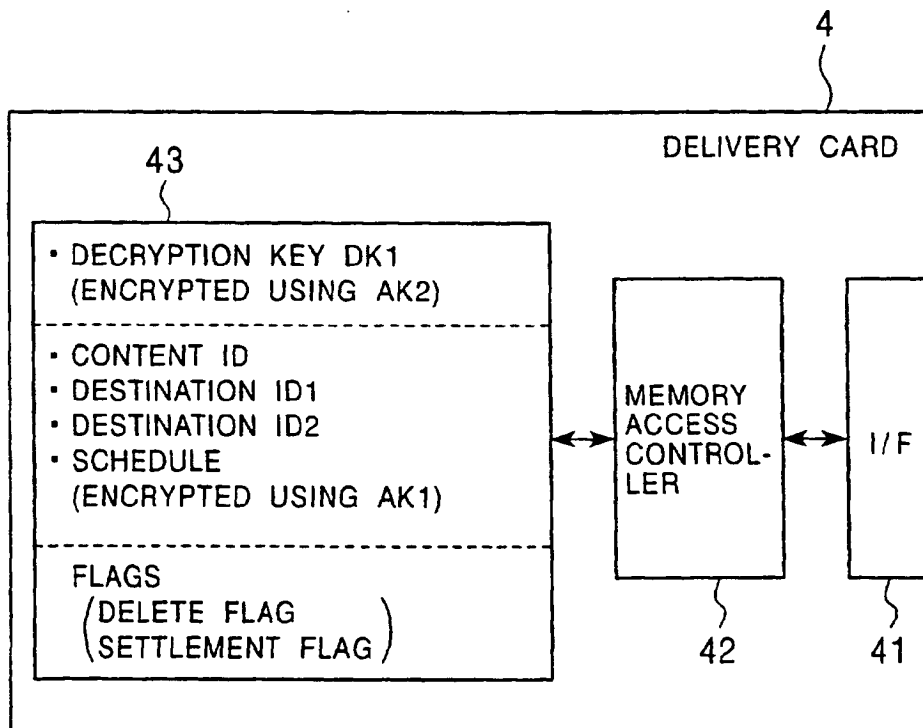 4
DELIVERY CARD
43
· DECRYPTION KEY DK1
(ENCRYPTED USING AK2)
· CONTENT ID
· DESTINATION ID1
· DESTINATION ID2
· SCHEDULE
(ENCRYPTED USING AK1)
FLAGS
(DELETE FLAG
SETTLEMENT FLAG)
MEMORY
ACCESS
CONTROL-
LER
I/F
42
41